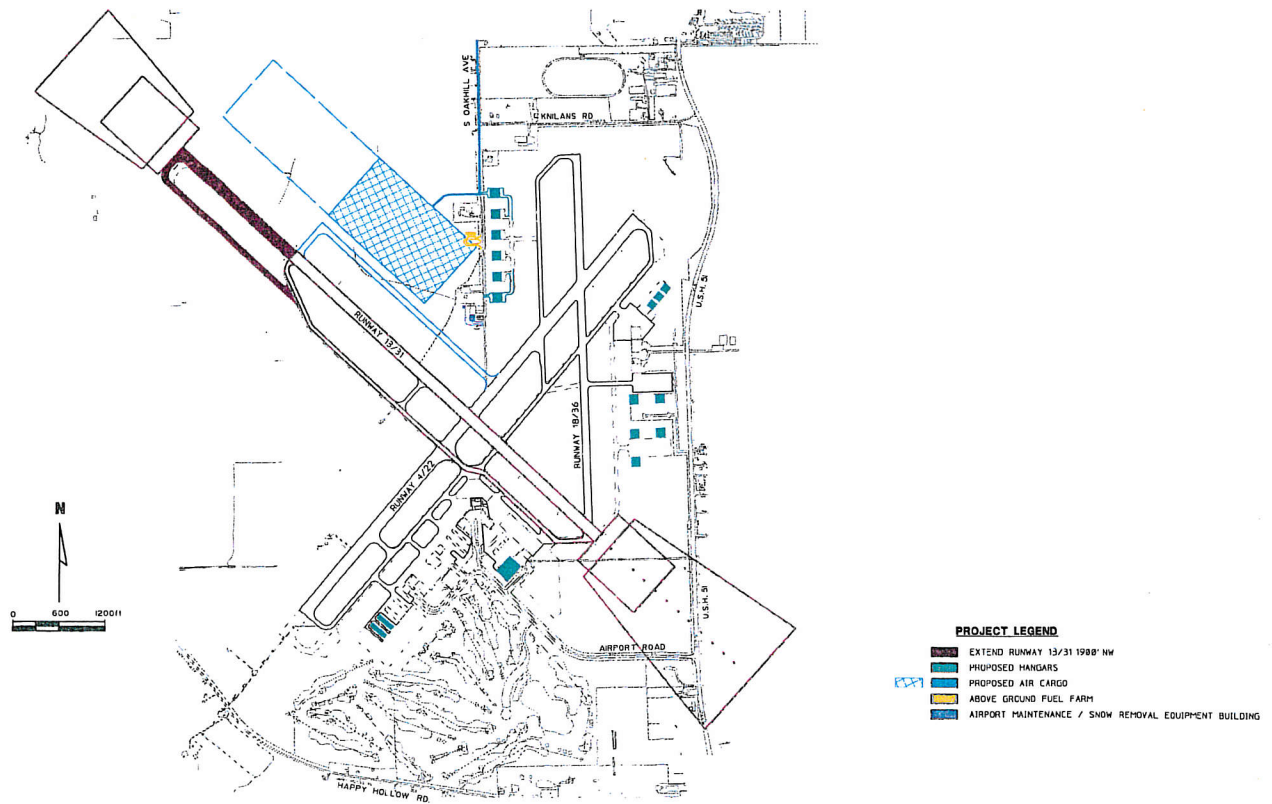 S OAKHILL AVE
KNILANS RD
U.S.H. 51
RUNWAY 13/31
RUNWAY 18/36
RUNWAY 4/22
N
0 600 1200ft
U.S.H. 51
AIRPORT ROAD
HAPPY HOLLOW RD.
PROJECT LEGEND
EXTEND RUNWAY 13/31 1900' NW
PROPOSED HANGARS
PROPOSED AIR CARGO
ABOVE GROUND FUEL FARM
AIRPORT MAINTENANCE / SNOW REMOVAL EQUIPMENT BUILDING